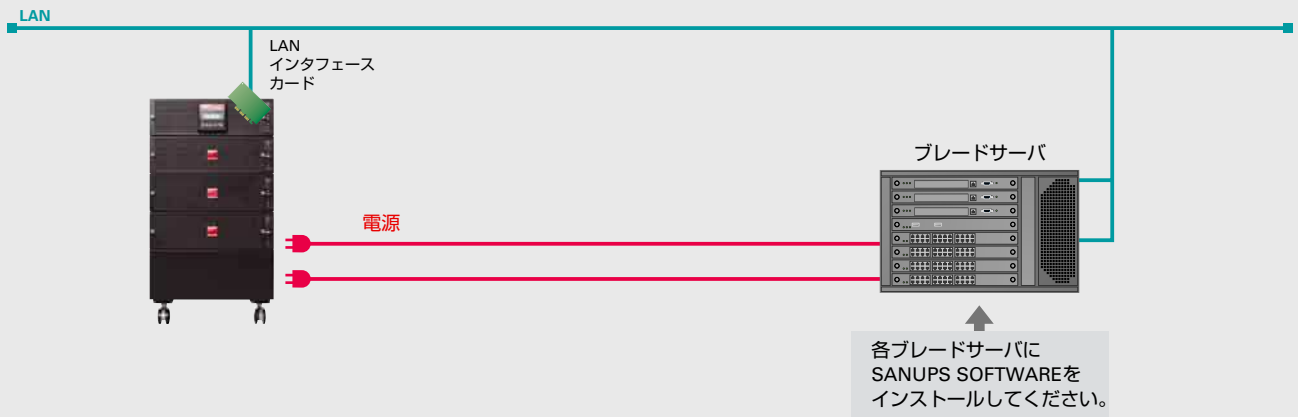 LAN
LAN
インタフェース
カード
ブレードサーバ
電源
各ブレードサーバに
SANUPS SOFTWAREを
インストールしてください。